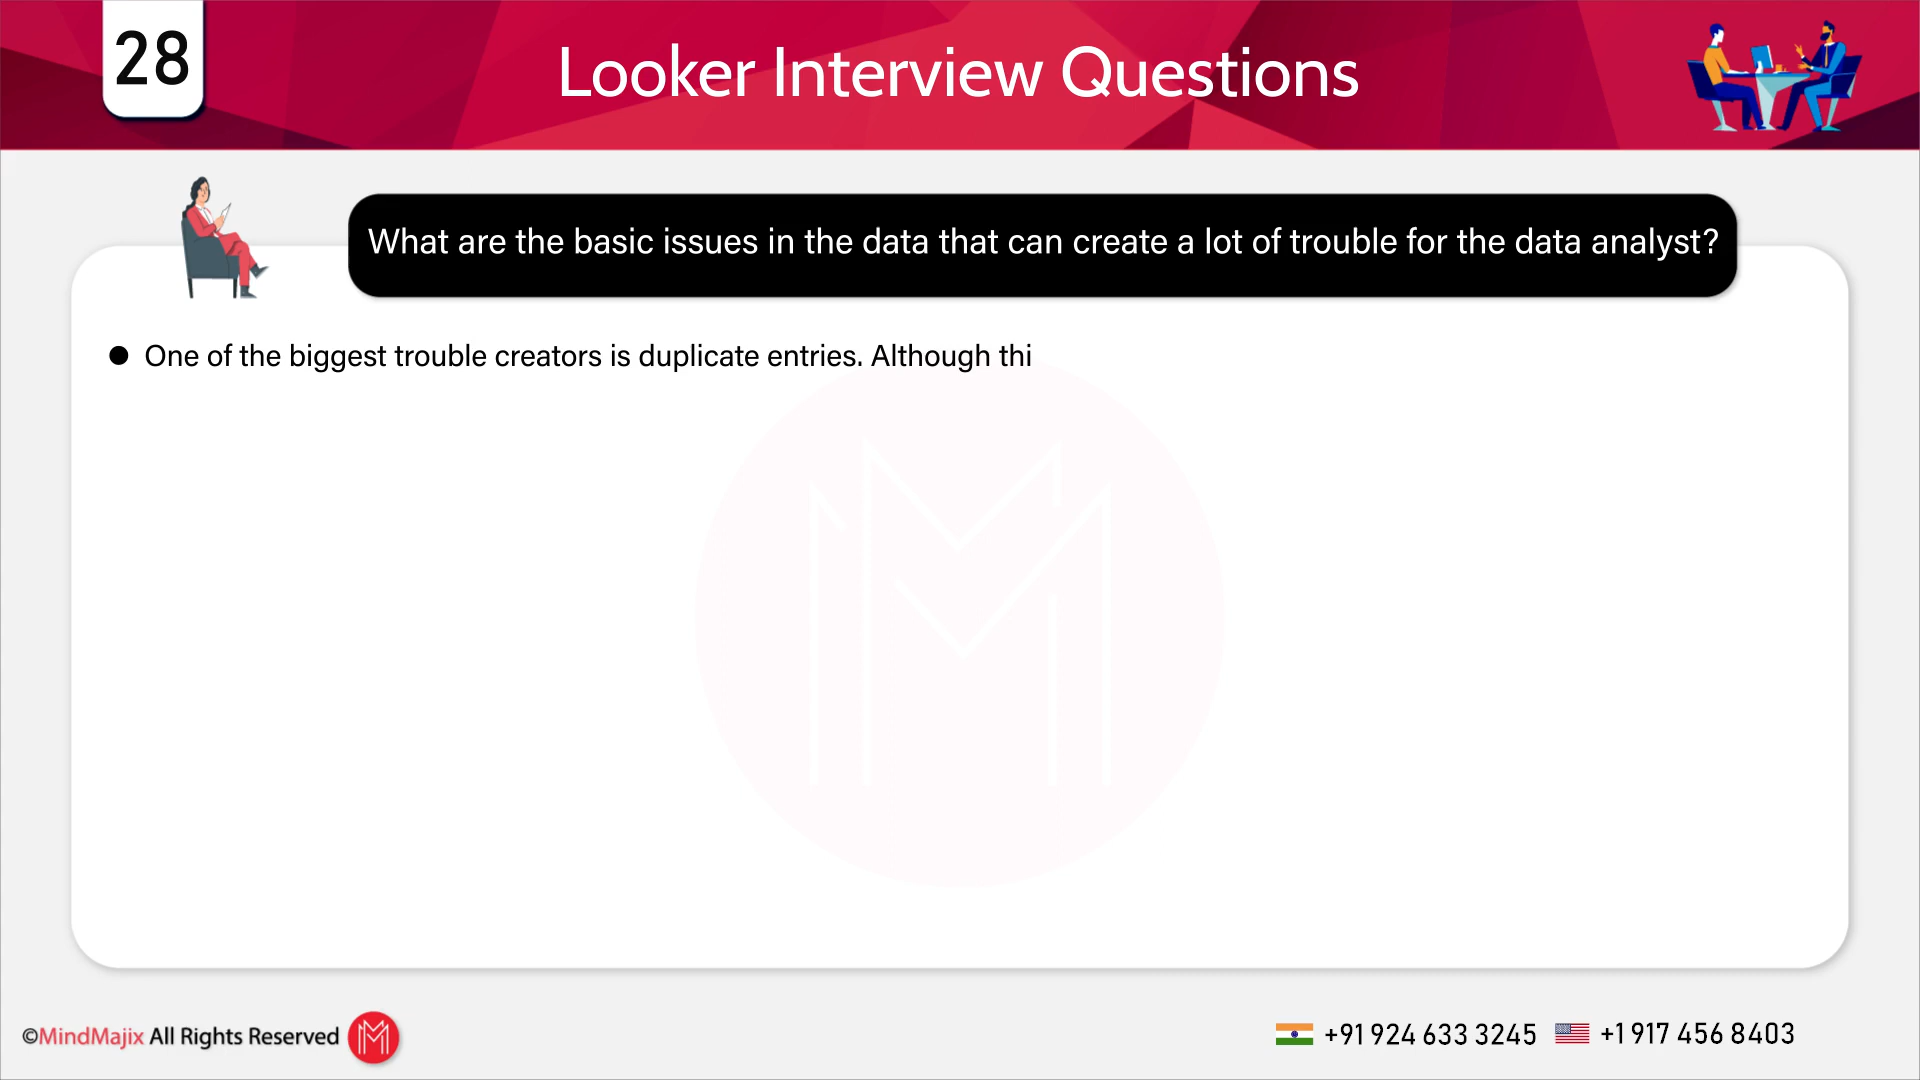 28
Looker Interview Questions
What are the basic issues in the data that can create a lot of trouble for the data analyst?
● One of the biggest trouble creators is duplicate entries. Although thi
©MindMajix All Rights Reserved
+91 924 633 3245 +1 917 456 8403